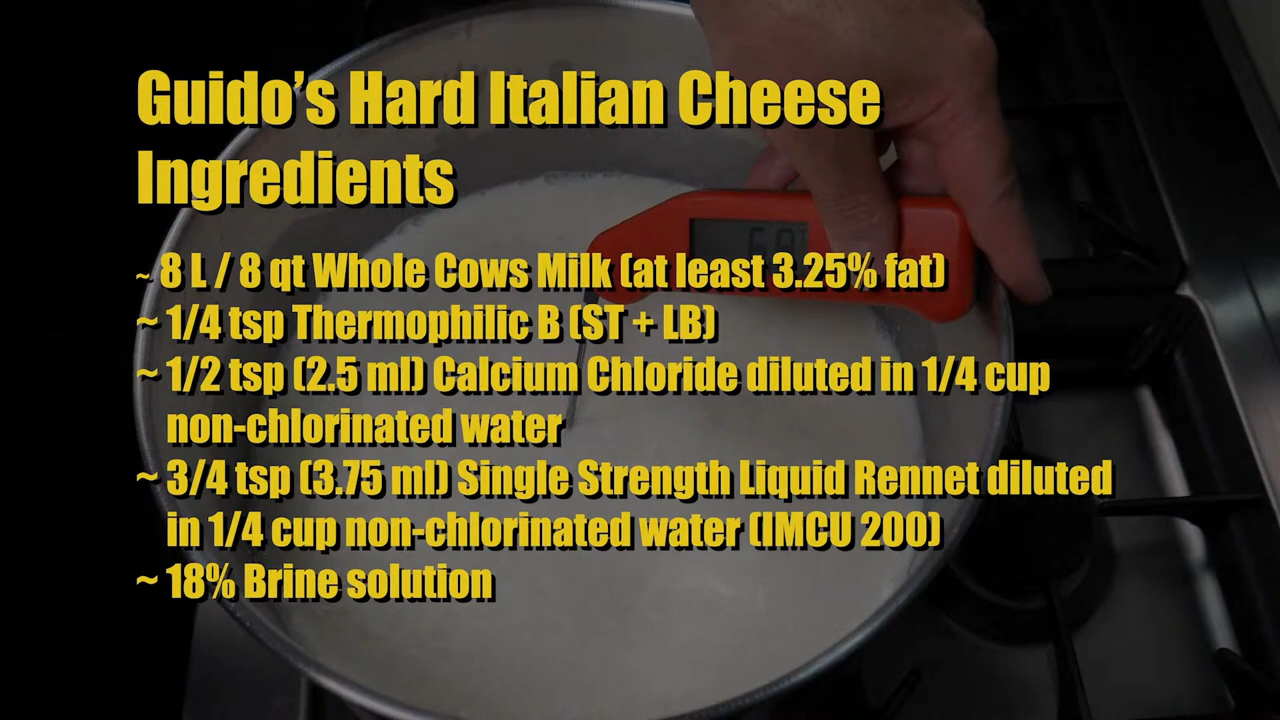 Guido's Hard Italian Cheese
Ingredients
~ 8 L / 8 qt Whole Cows Milk (at least 3.25% fat)
~ 1/4 tsp Thermophilic B (ST + LB)
~ 1/2 tsp (2.5 ml) Calcium Chloride diluted in 1/4 cup
non-chlorinated water
~ 3/4 tsp (3.75 ml) Single Strength Liquid Rennet diluted
in 1/4 cup non-chlorinated water (IMCU 200)
~ 18% Brine solution